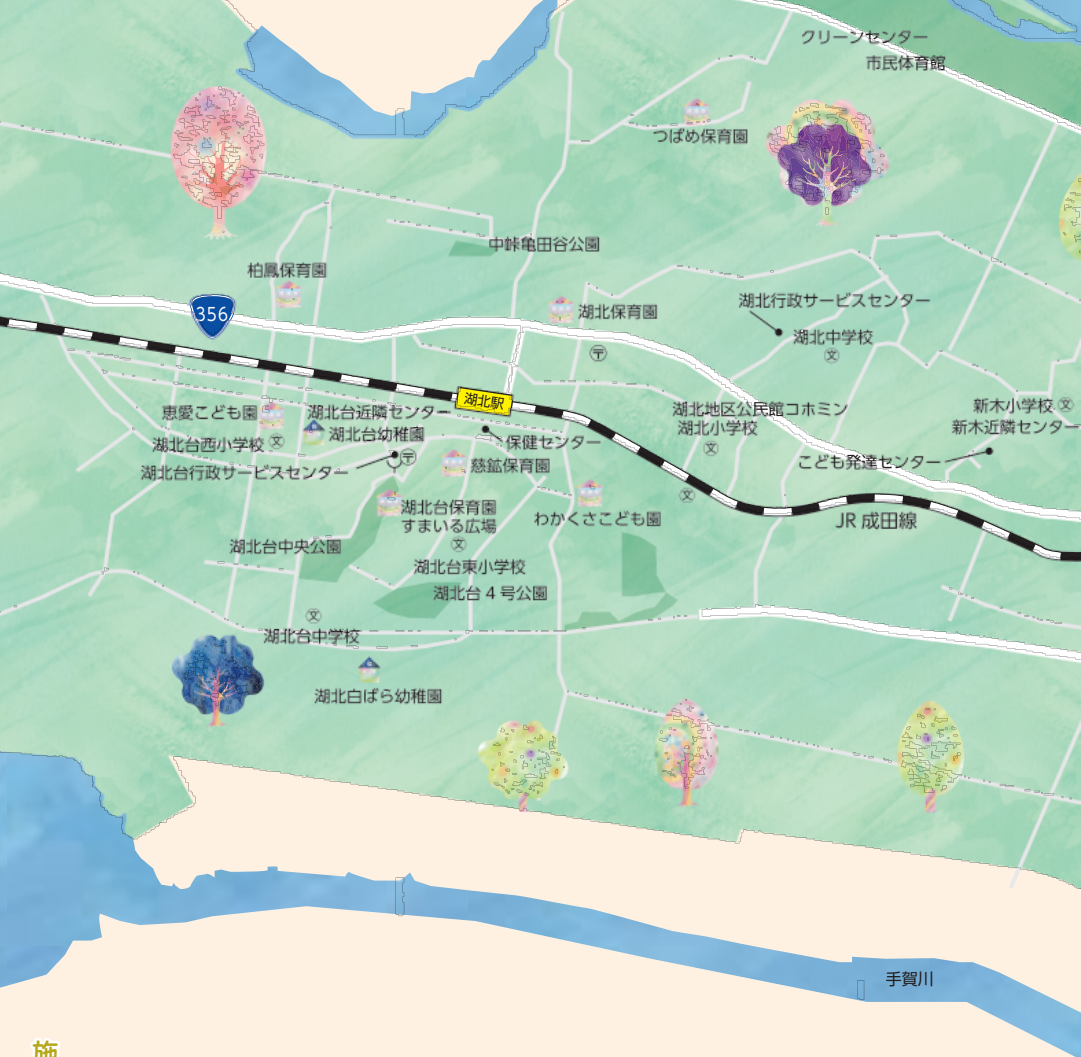 クリーンセンター
市民体育館
つばめ保育園
中峠亀田谷公園
柏鳳保育園
356
湖北保育園
湖北行政サービスセンター
湖北中学校
文
〒
湖北駅
恵愛こども園
湖北台近隣センター
湖北地区公民館コホミン
湖北小学校
文
新木小学校 文
新木近隣センター
湖北台西小学校 文
湖北台幼稚園
保健センター
湖北台行政サービスセンター
〒
慈鉱保育園
こども発達センター
文
湖北台保育園
すまいる広場
文
わかくさこども園
JR 成田線
湖北台中央公園
湖北台東小学校
湖北台4号公園
文
湖北台中学校
湖北白ばら幼稚園
手賀川
施